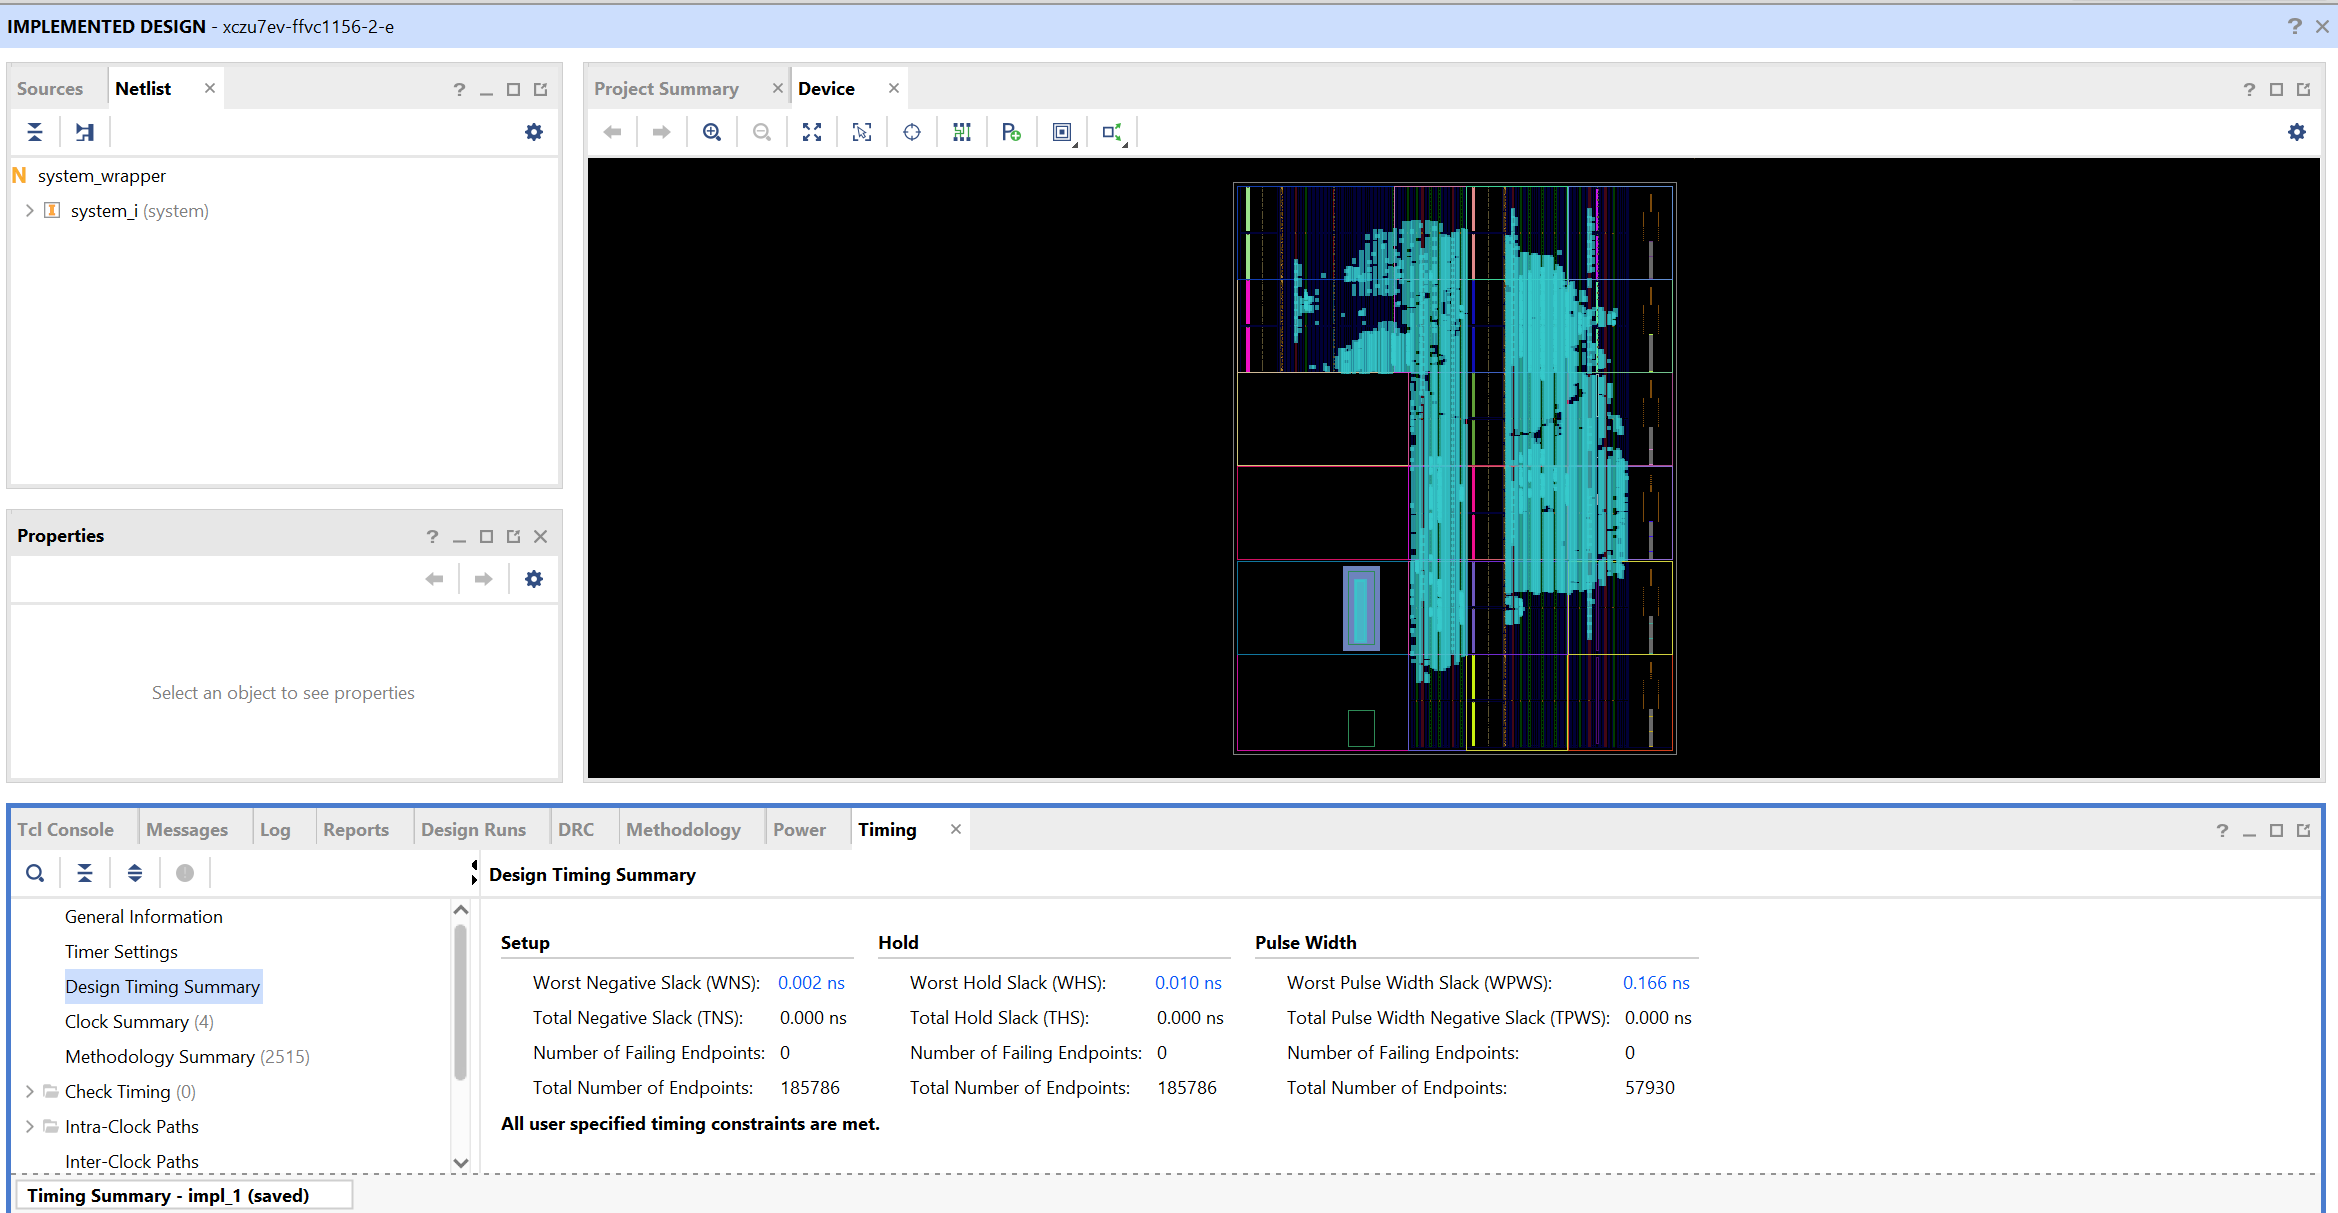 IMPLEMENTED DESIGN - xczu7ev-ffvc1156-2-e
Sources
Netlist
system_wrapper
system_i (system)
Properties
Select an object to see properties
Project Summary
Device
Tcl Console
Messages
Log
Reports
Design Runs
DRC
Methodology
Power
Timing
General Information
Timer Settings
Design Timing Summary
Clock Summary (4)
Methodology Summary (2515)
Check Timing (0)
Intra-Clock Paths
Inter-Clock Paths
Design Timing Summary
Setup
Worst Negative Slack (WNS): 0.002 ns
Total Negative Slack (TNS): 0.000 ns
Number of Failing Endpoints: 0
Total Number of Endpoints: 185786
Hold
Worst Hold Slack (WHS): 0.010 ns
Total Hold Slack (THS): 0.000 ns
Number of Failing Endpoints: 0
Total Number of Endpoints: 185786
Pulse Width
Worst Pulse Width Slack (WPWS): 0.166 ns
Total Pulse Width Negative Slack (TPWS): 0.000 ns
Number of Failing Endpoints: 0
Total Number of Endpoints: 57930
All user specified timing constraints are met.
Timing Summary - impl_1 (saved)